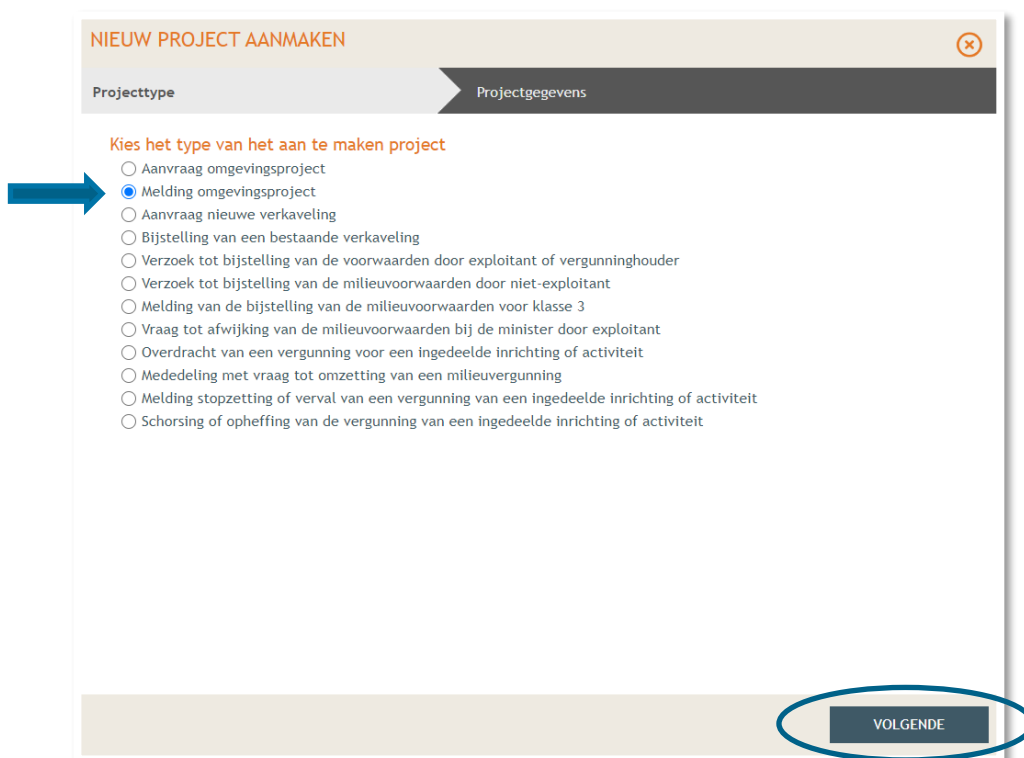 NIEUW PROJECT AANMAKEN
Projecttype
Projectgegevens
Kies het type van het aan te maken project
Aanvraag omgevingsproject
Melding omgevingsproject
Aanvraag nieuwe verkaveling
Bijstelling van een bestaande verkaveling
Verzoek tot bijstelling van de voorwaarden door exploitant of vergunninghouder
Verzoek tot bijstelling van de milieuvoorwaarden door niet-exploitant
Melding van de bijstelling van de milieuvoorwaarden voor klasse 3
Vraag tot afwijking van de milieuvoorwaarden bij de minister door exploitant
Overdracht van een vergunning voor een ingedeelde inrichting of activiteit
Mededeling met vraag tot omzetting van een milieuvergunning
Melding stopzetting of verval van een vergunning van een ingedeelde inrichting of activiteit
Schorsing of opheffing van de vergunning van een ingedeelde inrichting of activiteit
VOLGENDE